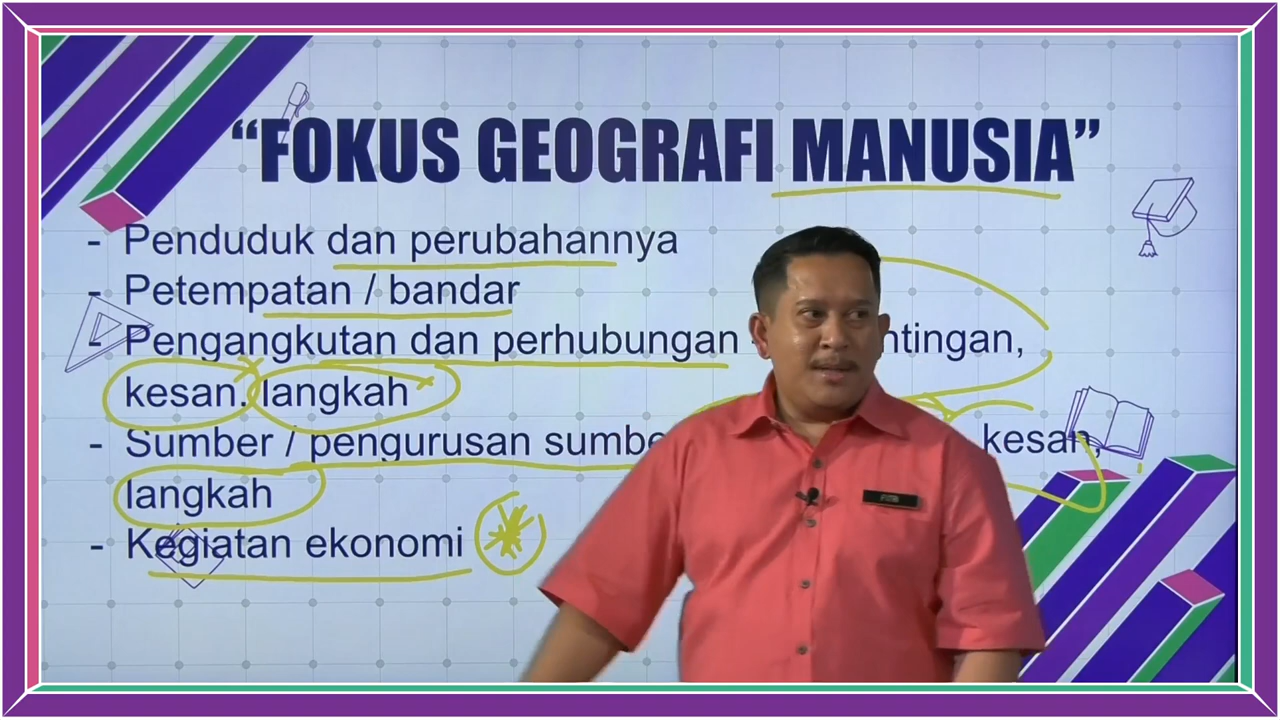 “FOKUS GEOGRAFI MANUSIA”
- Penduduk dan perubahannya
- Petempatan / bandar
- Pengangkutan dan perhubungan
kesan. langkah
- Sumber / pengurusan kesan,
langkah
- Kegiatan ekonomi